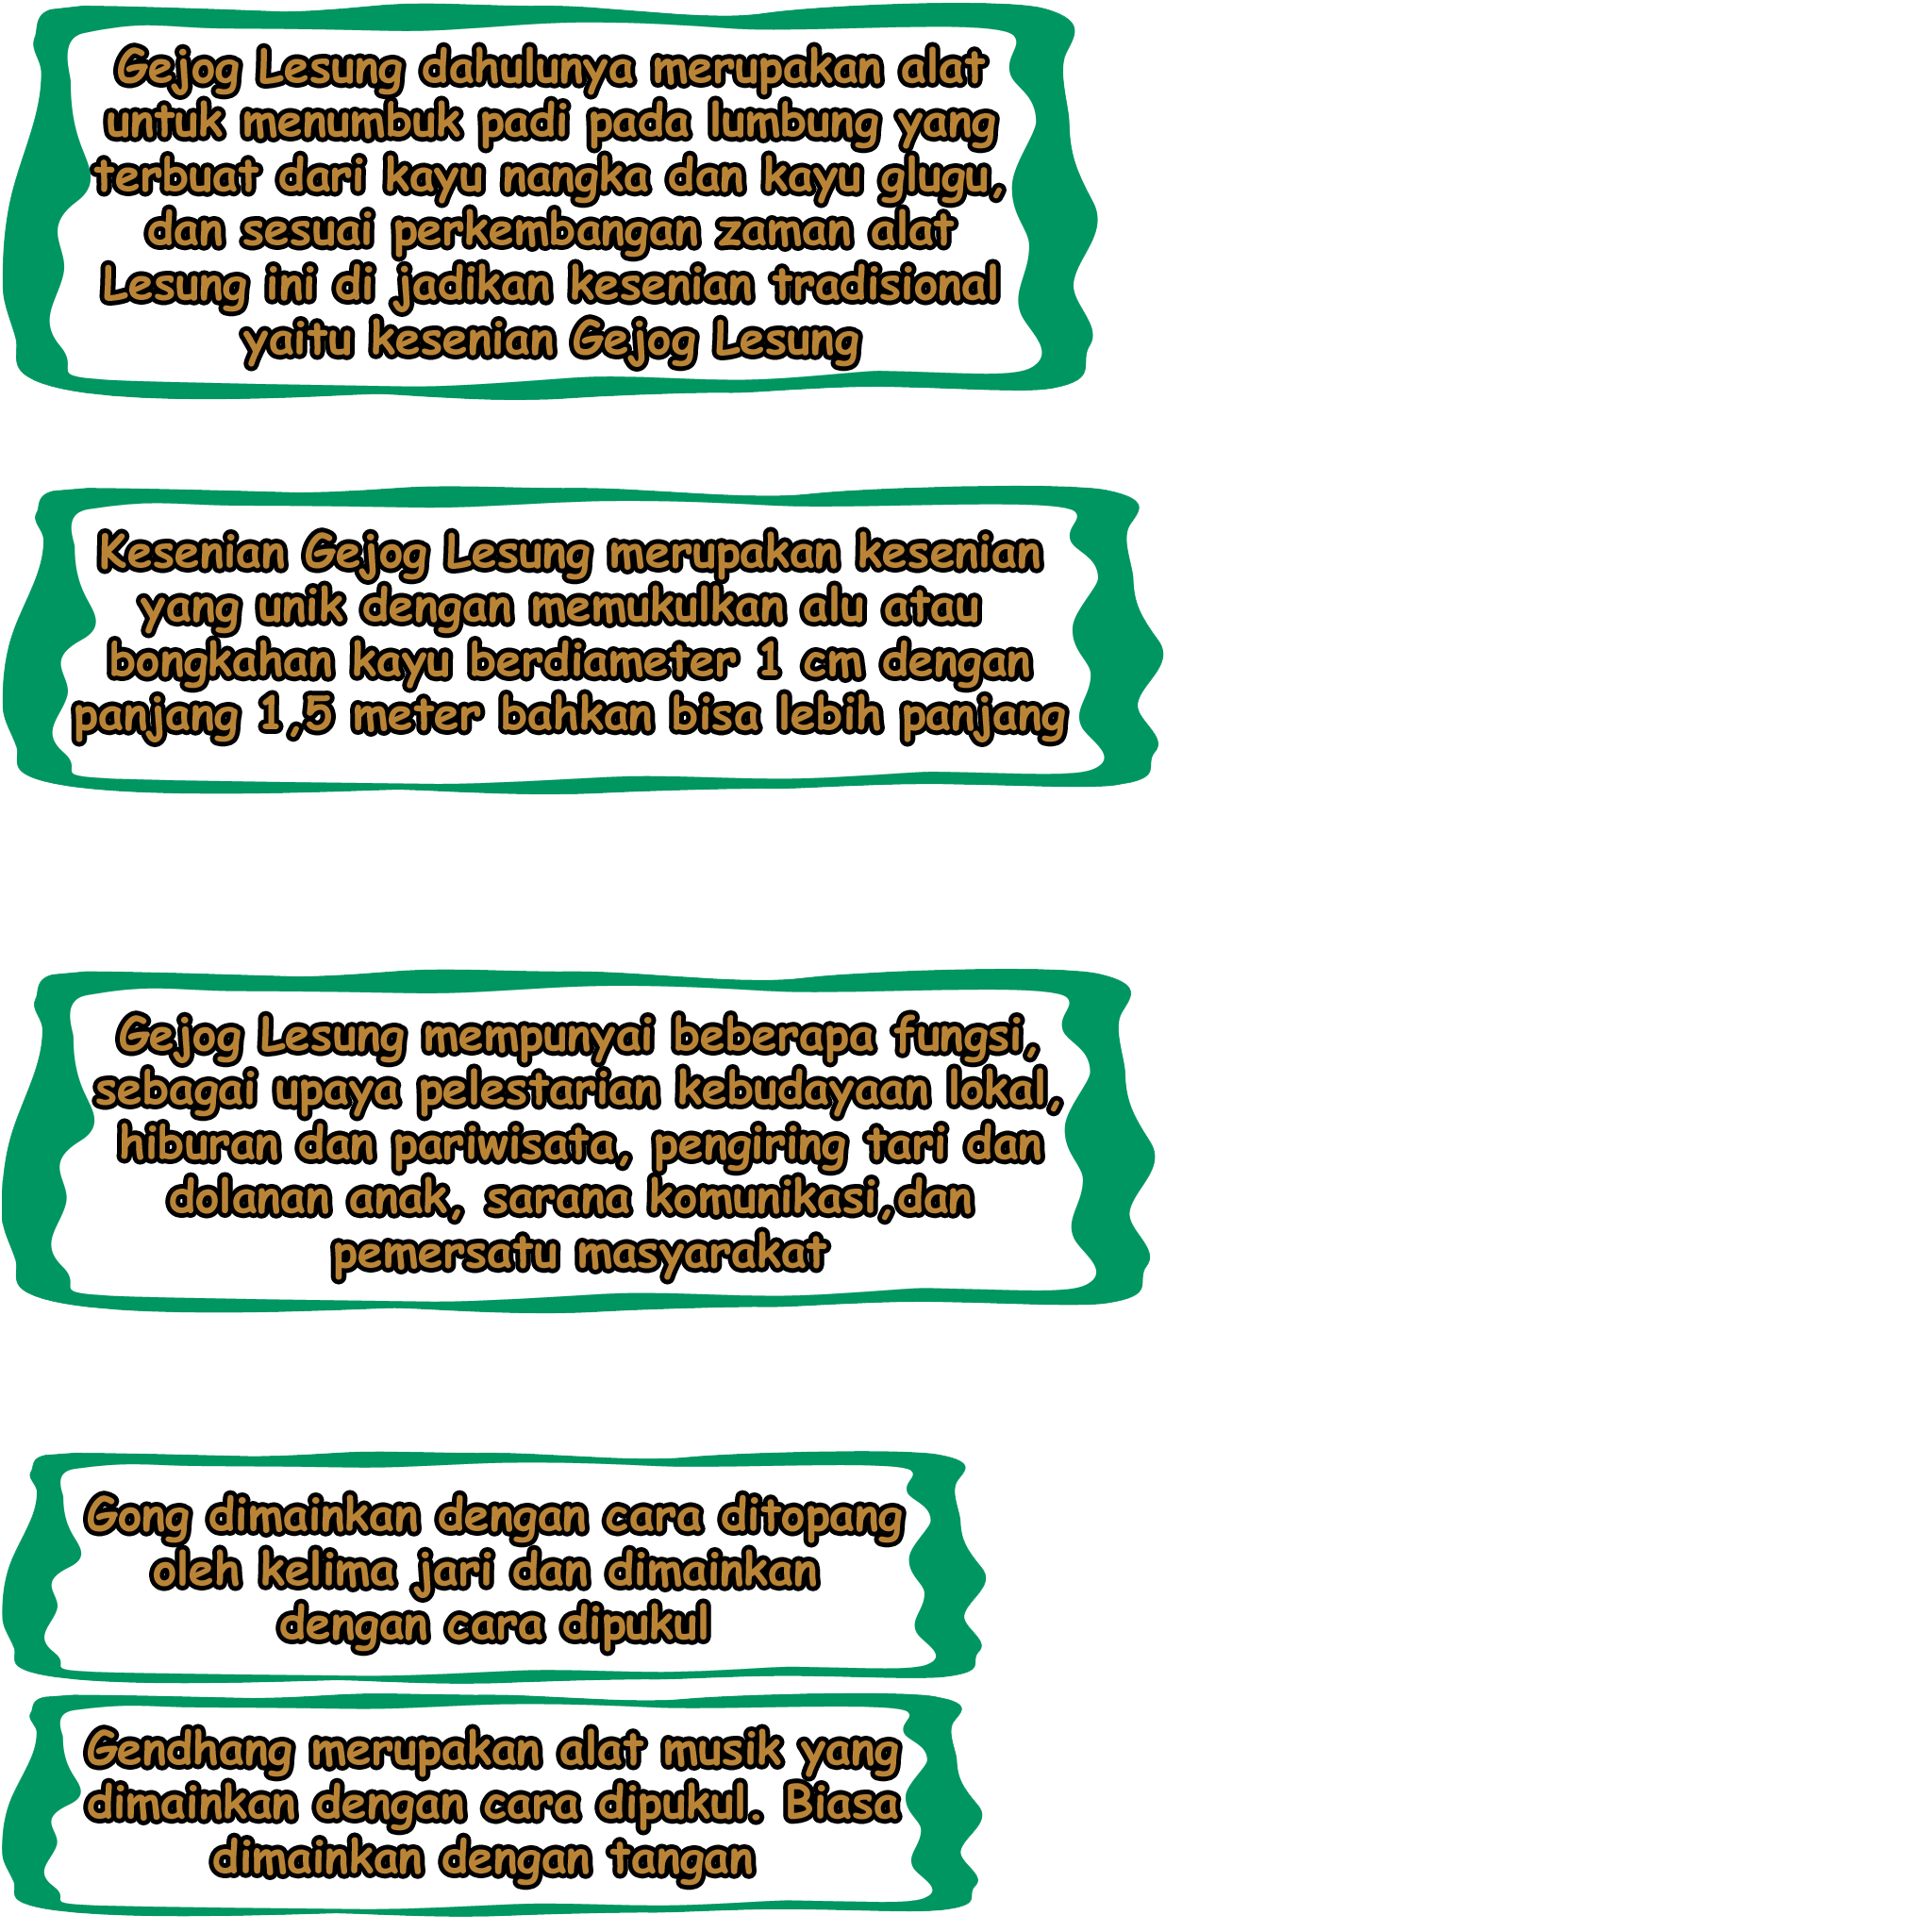 Gejog Lesung dahulunya merupakan alat
untuk menumbuk padi pada lumbung yang
terbuat dari kayu nangka dan kayu glugu,
dan sesuai perkembangan zaman alat
Lesung ini di jadikan kesenian tradisional
yaitu kesenian Gejog Lesung
Kesenian Gejog Lesung merupakan kesenian
yang unik dengan memukulkan alu atau
bongkahan kayu berdiameter 1 cm dengan
panjang 1,5 meter bahkan bisa lebih panjang
Gejog Lesung mempunyai beberapa fungsi,
sebagai upaya pelestarian kebudayaan lokal,
hiburan dan pariwisata, pengiring tari dan
dolanan anak, sarana komunikasi,dan
pemersatu masyarakat
Gong dimainkan dengan cara ditopang
oleh kelima jari dan dimainkan
dengan cara dipukul
Gendhang merupakan alat musik yang
dimainkan dengan cara dipukul. Biasa
dimainkan dengan tangan